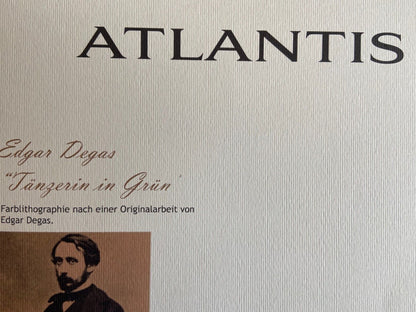 ATLANTIS
Edgar Degas
"Tänzerin in Grün"
Farblithographie nach einer Originalarbeit von
Edgar Degas.